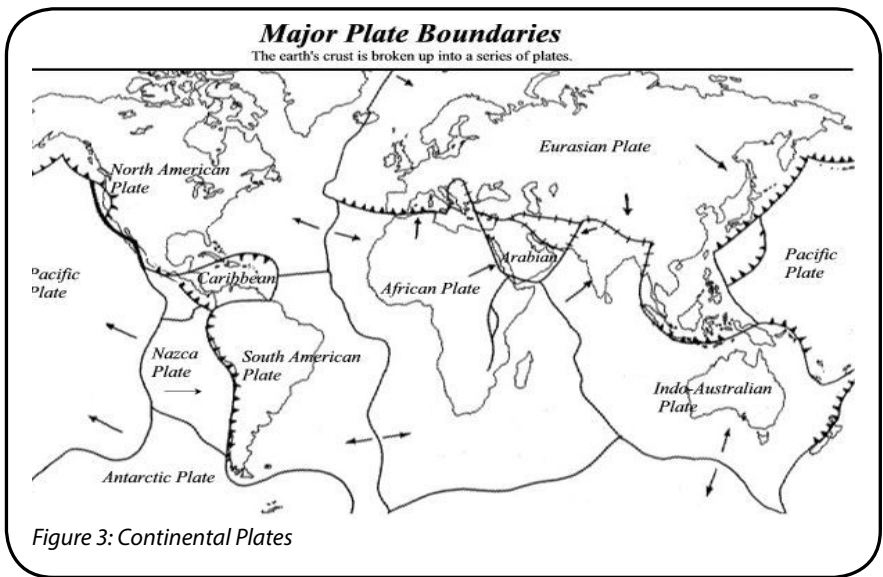 Major Plate Boundaries
The earth's crust is broken up into a series of plates.
Eurasian Plate
North American
Plate
Arabian
Caribbean
Pacific
Plate
Pacific
Plate
African Plate
Nazca
Plate
South American
Plate
Indo-Australian
Plate
Antarctic Plate
Figure 3: Continental Plates